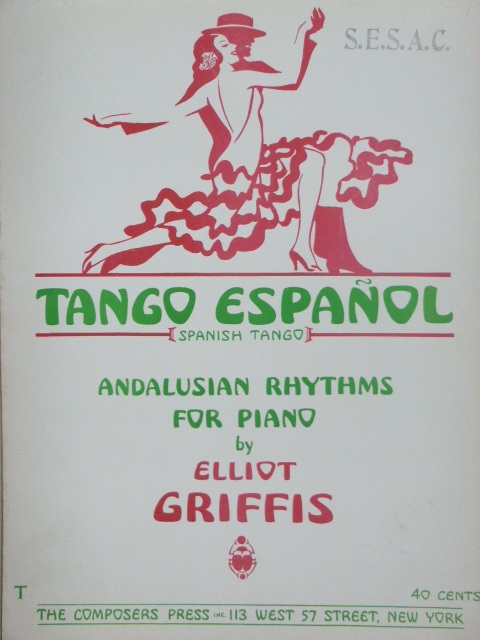 S.E.S.A.C.
TANGO ESPAÑOL
[SPANISH TANGO]
ANDALUSIAN RHYTHMS
FOR PIANO
by
ELLIOT
GRIFFIS
T
40 CENTS
THE COMPOSERS PRESS INC. 113 WEST 57 STREET, NEW YORK